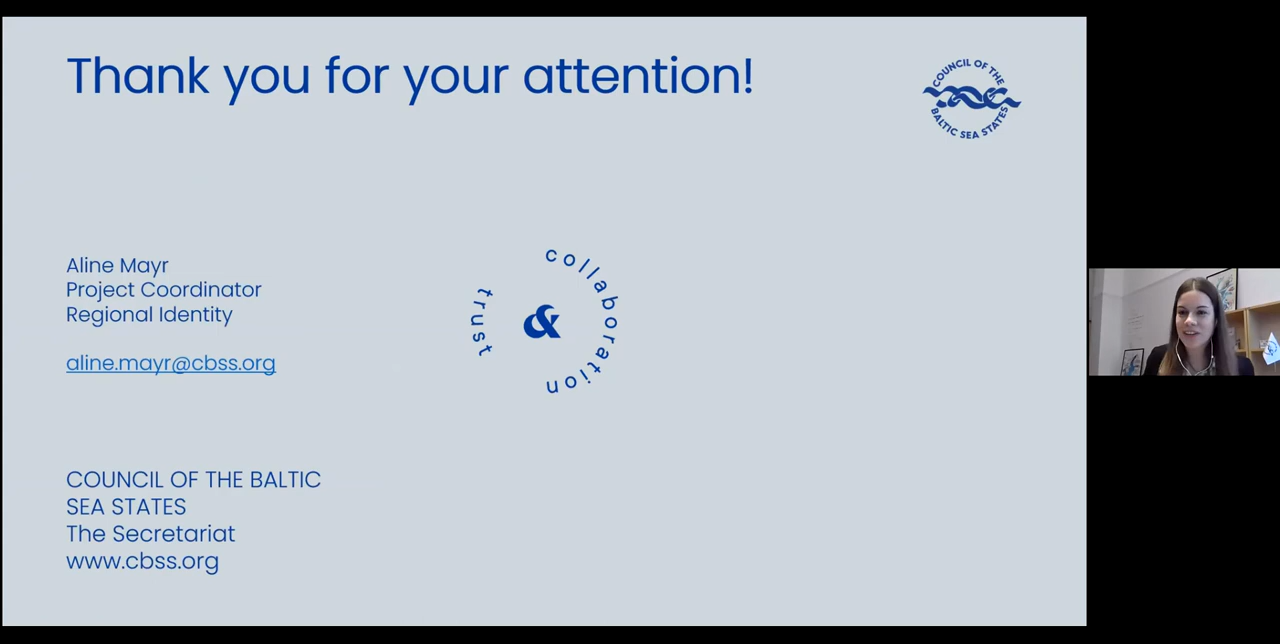 Thank you for your attention!
COUNCIL OF THE
BALTIC SEA STATES
Aline Mayr
Project Coordinator
Regional Identity
aline.mayr@cbss.org
trust
&
collaboration
COUNCIL OF THE BALTIC
SEA STATES
The Secretariat
www.cbss.org